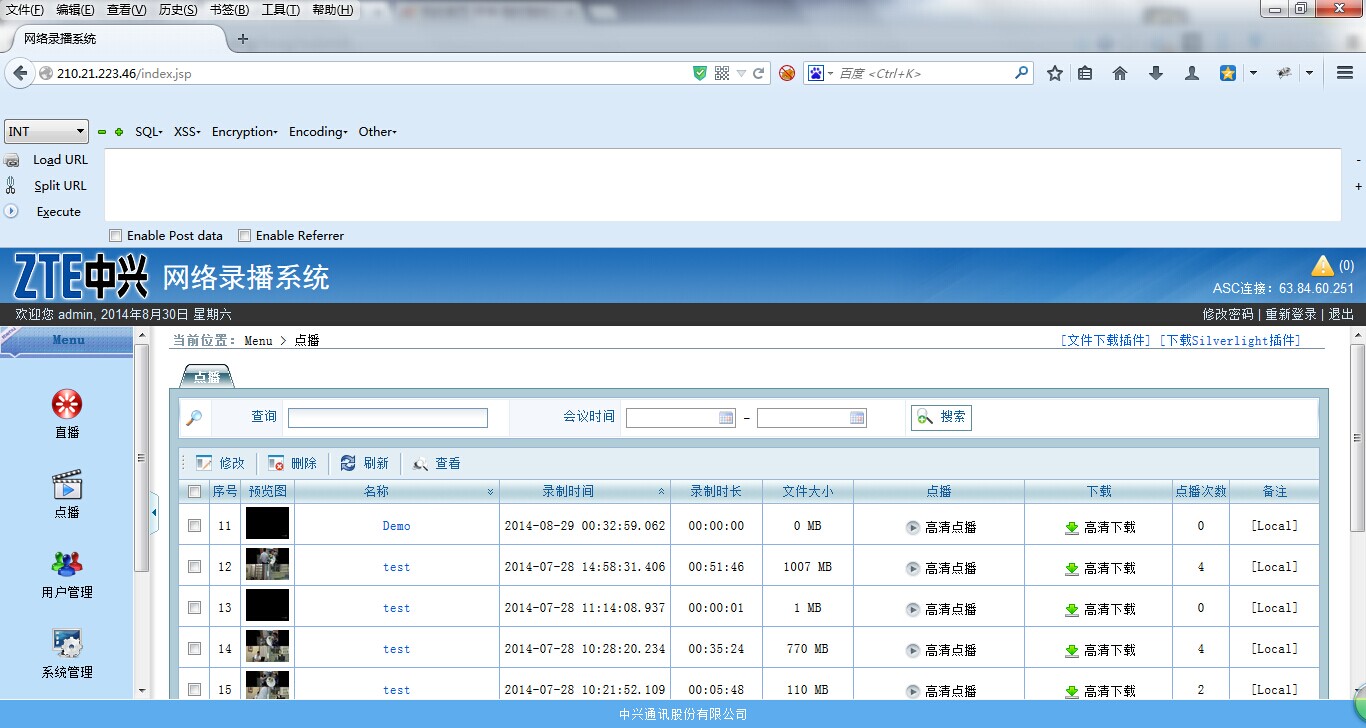 文件(F) 编辑(E) 查看(V) 历史(S) 书签(B) 工具(T) 帮助(H)
网络录播系统
210.21.223.46/index.jsp
百度 <Ctrl+K>
INT SQL XSS Encryption Encoding Other
Load URL
Split URL
Execute
Enable Post data Enable Referrer
ZTE中兴 网络录播系统
(0)
ASC连接：63.84.60.251
欢迎您 admin, 2014年8月30日 星期六
修改密码 | 重新登录 | 退出
Menu
直播
点播
用户管理
系统管理
当前位置: Menu > 点播
[文件下载插件] [下载Silverlight插件]
点播
查询 会议时间 - 搜索
修改 删除 刷新 查看
序号 预览图 名称 录制时间 录制时长 文件大小 点播 下载 点播次数 备注
11 Demo 2014-08-29 00:32:59.062 00:00:00 0 MB 高清点播 高清下载 0 [Local]
12 test 2014-07-28 14:58:31.406 00:51:46 1007 MB 高清点播 高清下载 4 [Local]
13 test 2014-07-28 11:14:08.937 00:00:01 1 MB 高清点播 高清下载 0 [Local]
14 test 2014-07-28 10:28:20.234 00:35:24 770 MB 高清点播 高清下载 4 [Local]
15 test 2014-07-28 10:21:52.109 00:05:48 110 MB 高清点播 高清下载 2 [Local]
中兴通讯股份有限公司